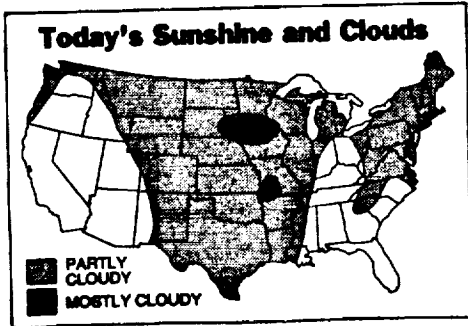 Today's Sunshine and Clouds
PARTLY
CLOUDY
MOSTLY CLOUDY